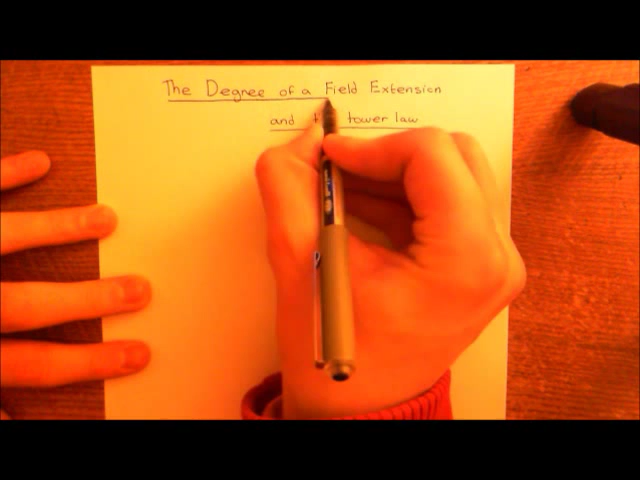 The Degree of a Field Extension
and tower law